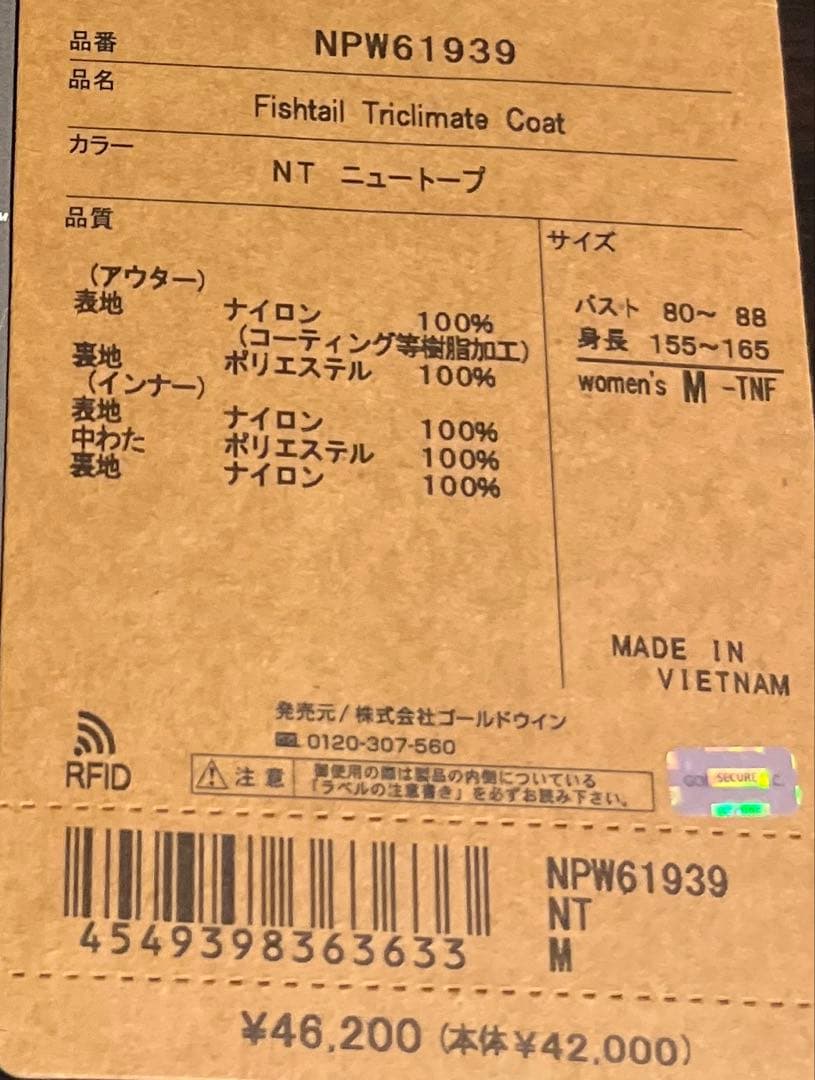 品番 NPW61939
品名
Fishtail Triclimate Coat
カラー
NT ニュートープ
品質
(アウター)
表地 ナイロン 100%
(コーティング等樹脂加工)
裏地 ポリエステル 100%
(インナー)
表地 ナイロン 100%
中わた ポリエステル 100%
裏地 ナイロン 100%
サイズ
バスト 80～ 88
身長 155～165
women's M -TNF
MADE IN
VIETNAM
発売元/株式会社ゴールドウイン
0120-307-560
RFID
注意
御使用の際は製品の内側についている
「ラベルの注意書き」を必ずお読み下さい。
SECURE
4549398363633
NPW61939
NT
M
¥46,200 (本体¥42,000)